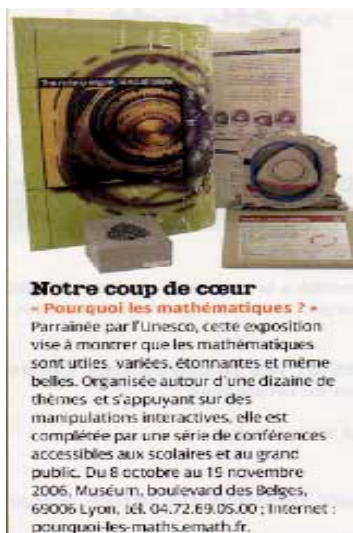 Notre coup de cœur
« Pourquoi les mathématiques ? »
Parrainée par l'Unesco, cette exposition
vise à montrer que les mathématiques
sont utiles, variées, étonnantes et même
belles. Organisée autour d'une dizaine de
thèmes et s'appuyant sur des
manipulations interactives, elle est
complétée par une série de conférences
accessibles aux scolaires et au grand
public. Du 8 octobre au 19 novembre
2006, Muséum, boulevard des Belges,
69006 Lyon, tél. 04.72.69.05.00 ; Internet :
pourquoi-les-maths.emath.fr.